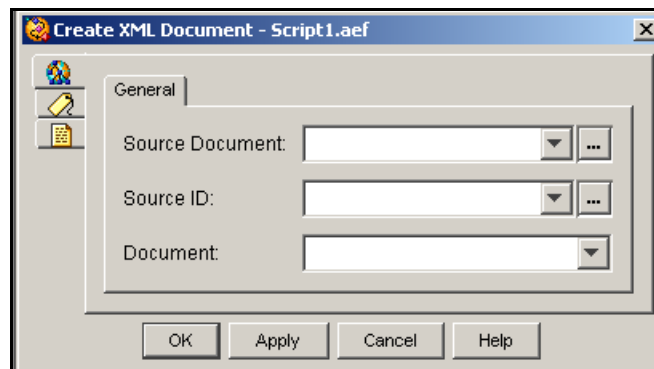 Create XML Document - Script1.aef
General
Source Document:
...
Source ID:
...
Document:
OK Apply Cancel Help